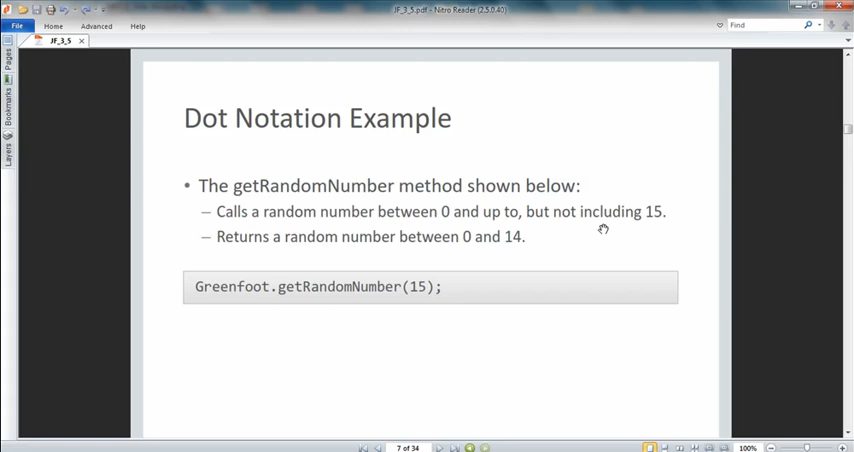 JF_3_5.pdf - Nitro Reader (2.5.0.40)
File Home Advanced Help Find
JF_3_5
Pages
Bookmarks
Layers
Dot Notation Example
• The getRandomNumber method shown below:
– Calls a random number between 0 and up to, but not including 15.
– Returns a random number between 0 and 14.
Greenfoot.getRandomNumber(15);
7 of 34 100%